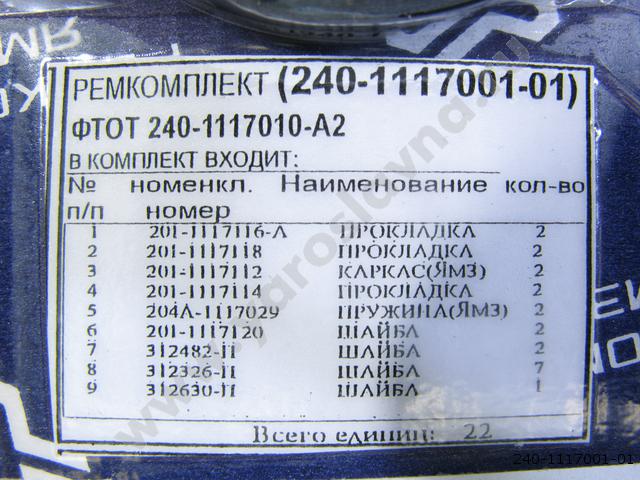 РЕМКОМПЛЕКТ (240-1117001-01)
ФТОТ 240-1117010-А2
В КОМПЛЕКТ ВХОДИТ:
№ номенкл. Наименование кол-во
п/п номер
1 201-1117116-А ПРОКЛАДКА 2
2 201-1117118 ПРОКЛАДКА 2
3 201-1117112 КАРКАС(ЯМЗ) 2
4 201-1117114 ПРОКЛАДКА 2
5 204А-1117029 ПРУЖИНА(ЯМЗ) 2
6 201-1117120 ШАЙБА 2
7 312482-П ШАЙБА 2
8 312326-П ШАЙБА 7
9 312630-П ШАЙБА 1
Всего единиц: 22
www.yaroslavna.ru
240-1117001-01